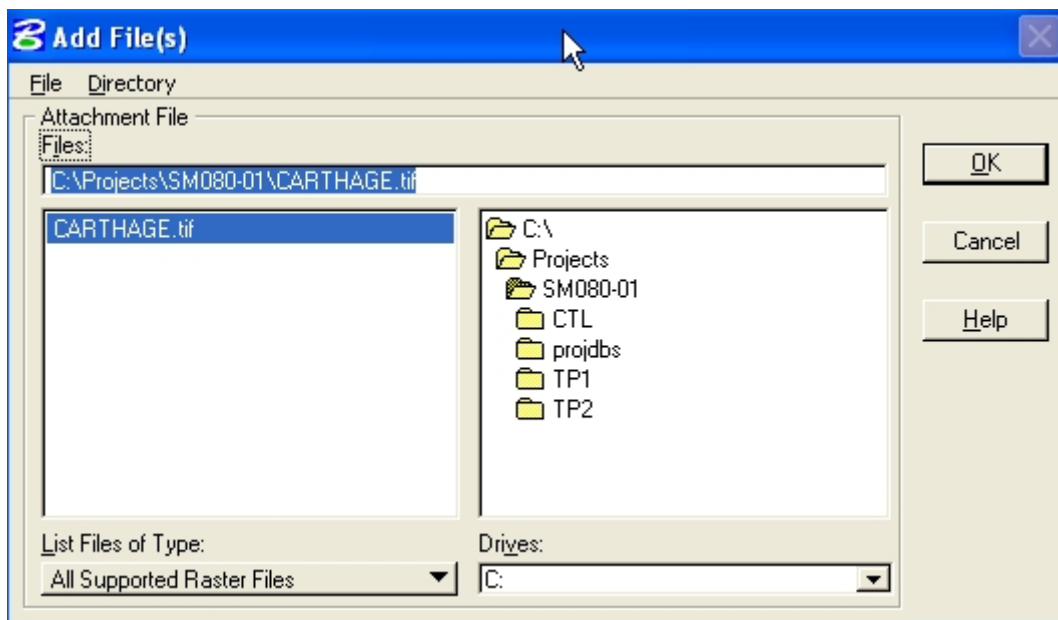 Add File(s)
File Directory
Attachment File
Files:
C:\Projects\SM080-01\CARTHAGE.tif
CARTHAGE.tif
C:\
Projects
SM080-01
CTL
projdbs
TP1
TP2
List Files of Type:
All Supported Raster Files
Drives:
C:
OK
Cancel
Help